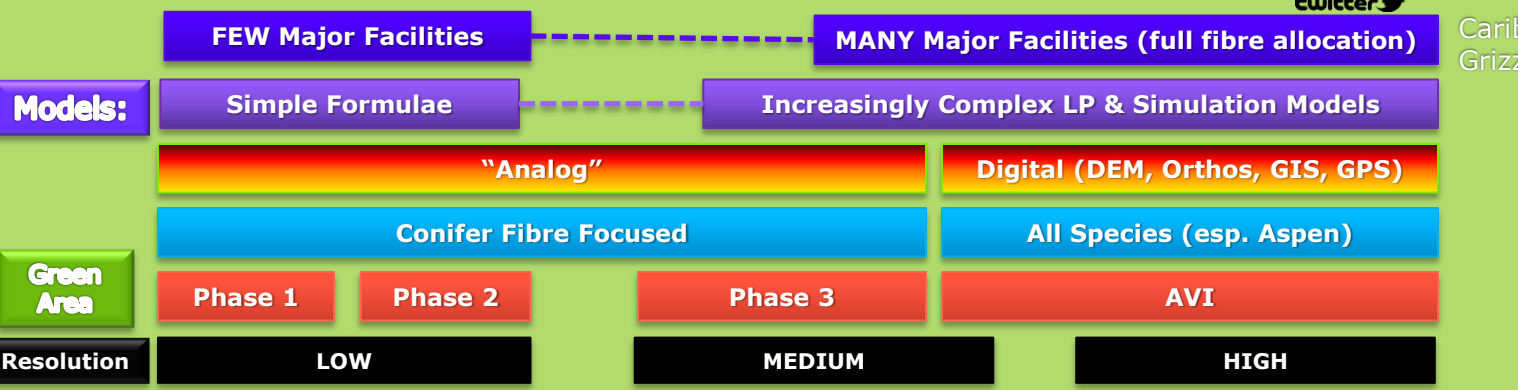 twitter
FEW Major Facilities
MANY Major Facilities (full fibre allocation)
Models:
Simple Formulae
Increasingly Complex LP & Simulation Models
“Analog”
Digital (DEM, Orthos, GIS, GPS)
Conifer Fibre Focused
All Species (esp. Aspen)
Green
Area
Phase 1
Phase 2
Phase 3
AVI
Resolution
LOW
MEDIUM
HIGH